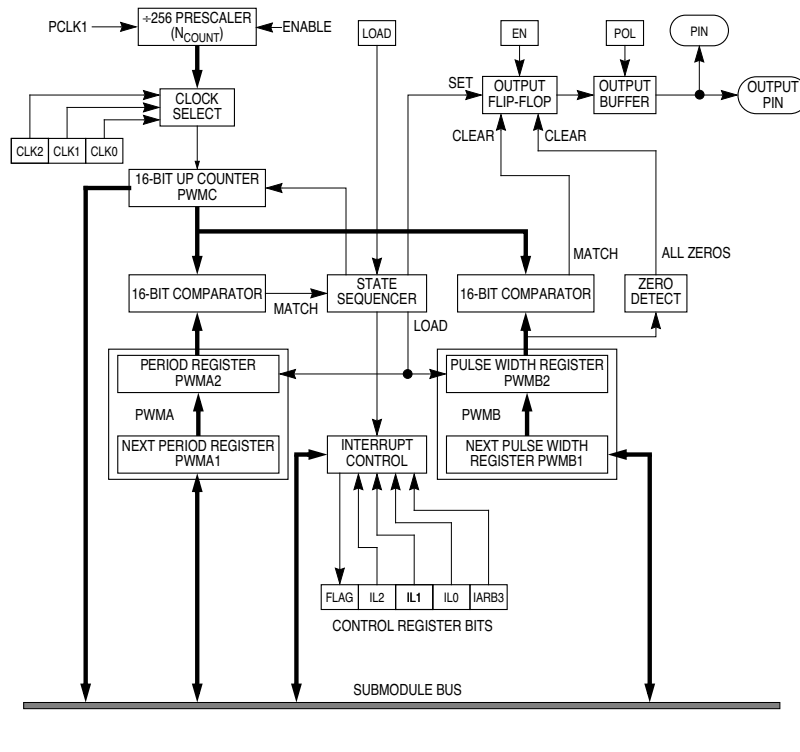 ÷256 PRESCALER
(NCOUNT)
PCLK1
ENABLE
LOAD
EN
POL
PIN
CLOCK
SELECT
SET
OUTPUT
FLIP-FLOP
OUTPUT
BUFFER
OUTPUT
PIN
CLK2 CLK1 CLK0
CLEAR
CLEAR
16-BIT UP COUNTER
PWMC
MATCH
ALL ZEROS
16-BIT COMPARATOR
MATCH
STATE
SEQUENCER
LOAD
16-BIT COMPARATOR
ZERO
DETECT
PERIOD REGISTER
PWMA2
PULSE WIDTH REGISTER
PWMB2
PWMA
PWMB
NEXT PERIOD REGISTER
PWMA1
INTERRUPT
CONTROL
NEXT PULSE WIDTH
REGISTER PWMB1
FLAG IL2 IL1 IL0 IARB3
CONTROL REGISTER BITS
SUBMODULE BUS